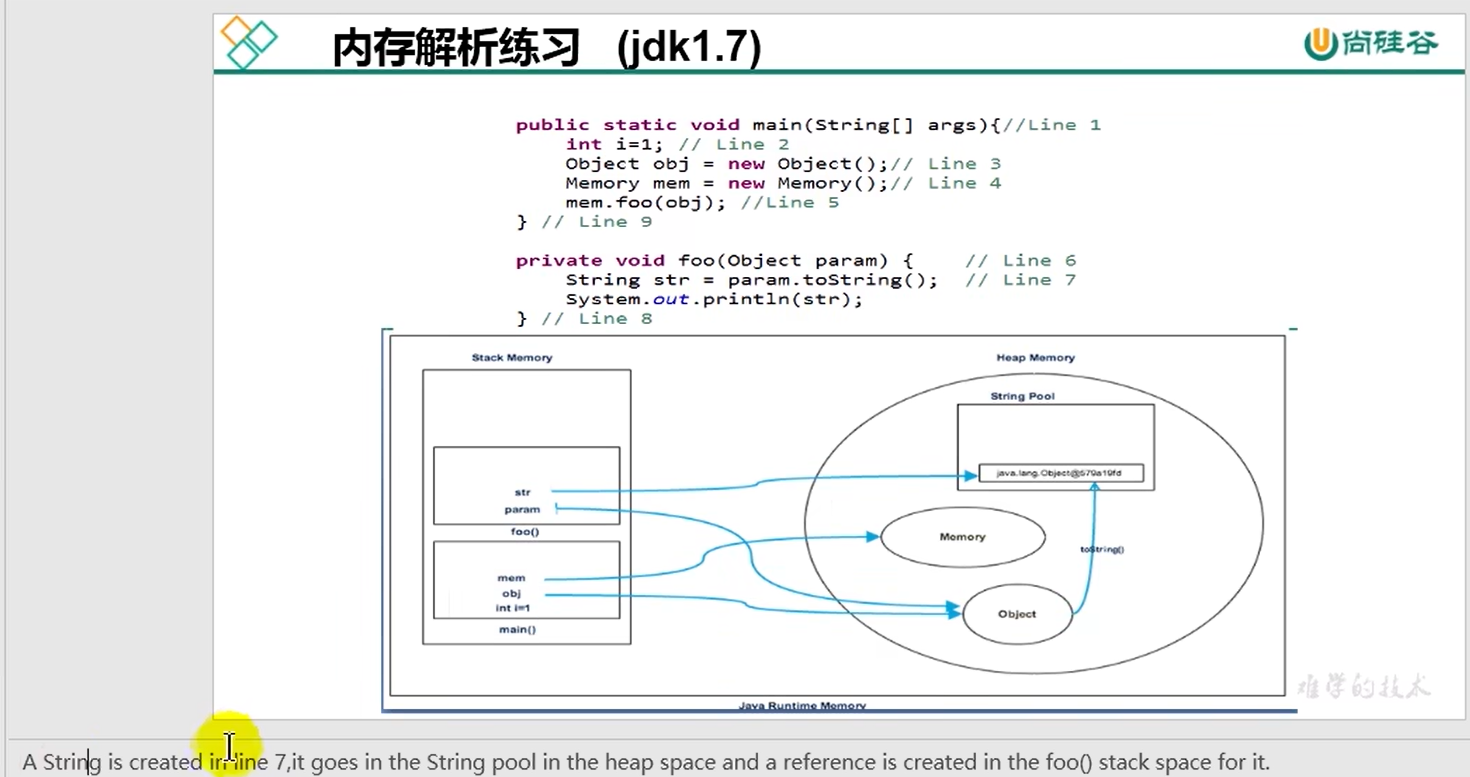 内存解析练习 (jdk1.7)
尚硅谷
public static void main(String[] args){//Line 1
int i=1; // Line 2
Object obj = new Object();// Line 3
Memory mem = new Memory();// Line 4
mem.foo(obj); //Line 5
} // Line 9
private void foo(Object param) { // Line 6
String str = param.toString(); // Line 7
System.out.println(str);
} // Line 8
Stack Memory
Heap Memory
String Pool
java.lang.Object@579a19fd
str
param
foo()
Memory
toString()
mem
obj
int i=1
main()
Object
难学的技术
Java Runtime Memory
A String is created in line 7,it goes in the String pool in the heap space and a reference is created in the foo() stack space for it.